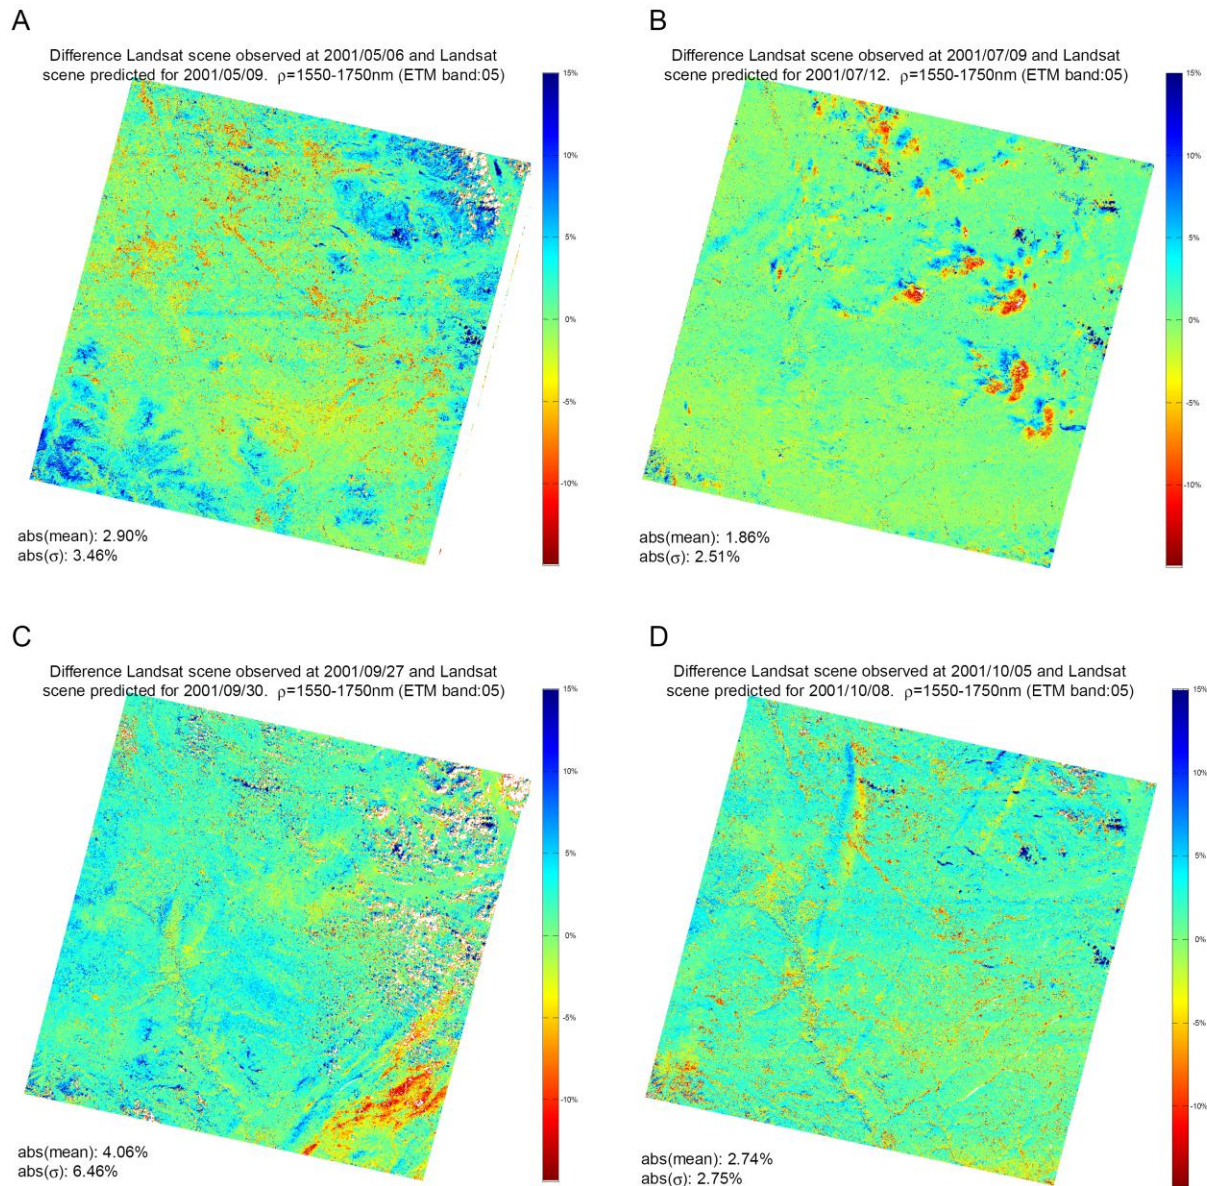 A
Difference Landsat scene observed at 2001/05/06 and Landsat
scene predicted for 2001/05/09. ρ=1550-1750nm (ETM band:05)
15%
10%
5%
0%
-5%
-10%
abs(mean): 2.90%
abs(σ): 3.46%
B
Difference Landsat scene observed at 2001/07/09 and Landsat
scene predicted for 2001/07/12. ρ=1550-1750nm (ETM band:05)
15%
10%
5%
0%
-5%
-10%
abs(mean): 1.86%
abs(σ): 2.51%
C
Difference Landsat scene observed at 2001/09/27 and Landsat
scene predicted for 2001/09/30. ρ=1550-1750nm (ETM band:05)
15%
10%
5%
0%
-5%
-10%
abs(mean): 4.06%
abs(σ): 6.46%
D
Difference Landsat scene observed at 2001/10/05 and Landsat
scene predicted for 2001/10/08. ρ=1550-1750nm (ETM band:05)
15%
10%
5%
0%
-5%
-10%
abs(mean): 2.74%
abs(σ): 2.75%